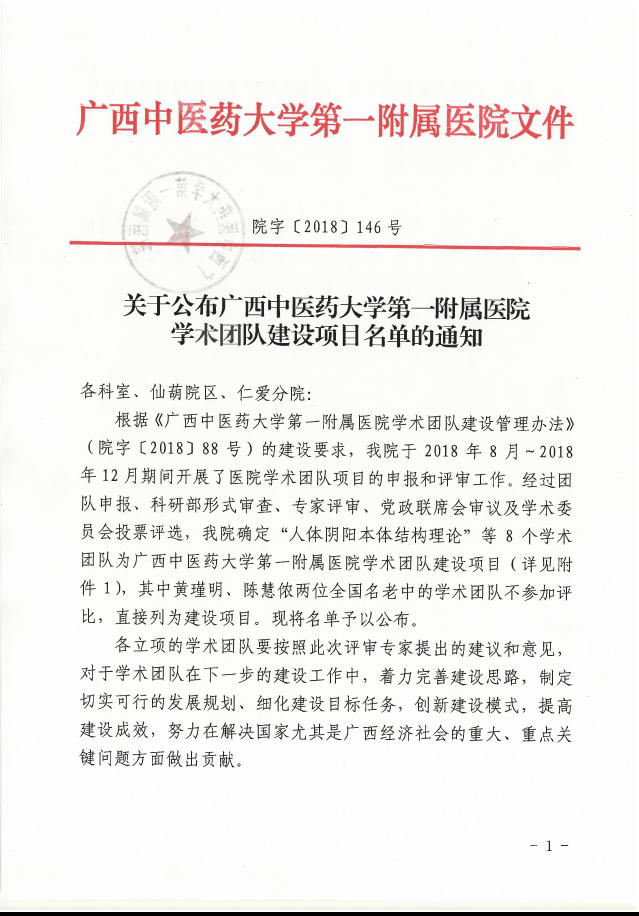 广西中医药大学第一附属医院文件
院字〔2018〕146 号
关于公布广西中医药大学第一附属医院
学术团队建设项目名单的通知
各科室、仙葫院区、仁爱分院：
根据《广西中医药大学第一附属医院学术团队建设管理办法》
（院字〔2018〕88 号）的建设要求，我院于 2018 年 8 月～2018
年 12 月期间开展了医院学术团队项目的申报和评审工作。经过团
队申报、科研部形式审查、专家评审、党政联席会审议及学术委
员会投票评选，我院确定“人体阴阳本体结构理论”等 8 个学术
团队为广西中医药大学第一附属医院学术团队建设项目（详见附
件 1），其中黄瑾明、陈慧侬两位全国名老中的学术团队不参加评
比，直接列为建设项目。现将名单予以公布。
各立项的学术团队要按照此次评审专家提出的建议和意见，
对于学术团队在下一步的建设工作中，着力完善建设思路，制定
切实可行的发展规划、细化建设目标任务，创新建设模式，提高
建设成效，努力在解决国家尤其是广西经济社会的重大、重点关
键问题方面做出贡献。
- 1 -